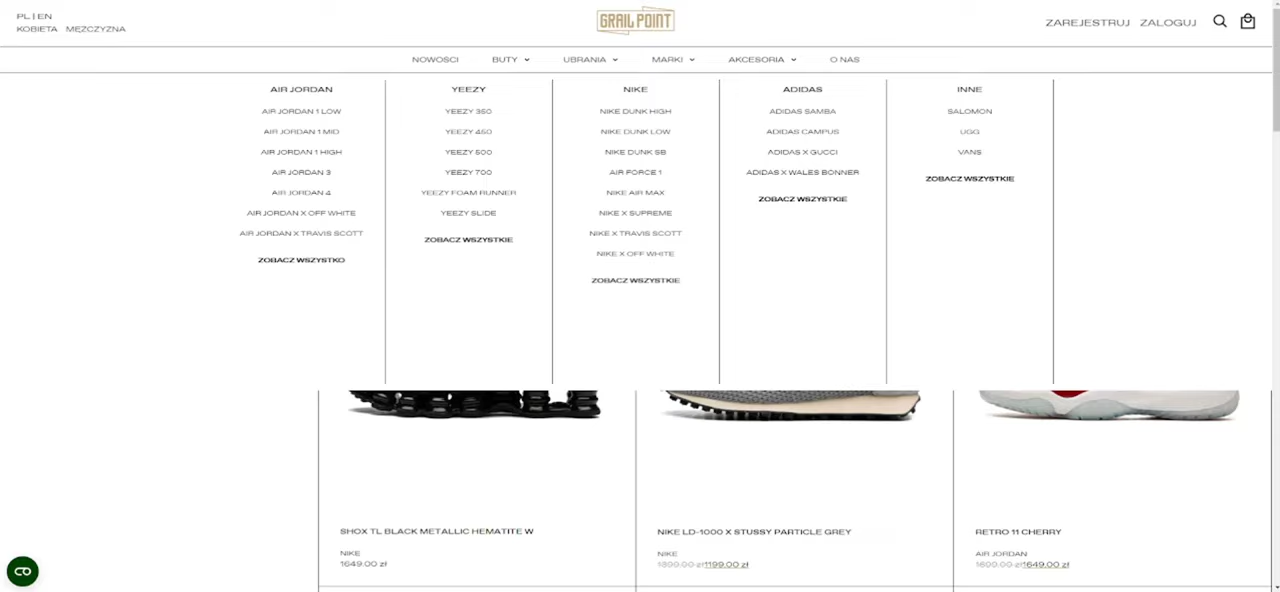 PL | EN
KOBIETA MĘŻCZYZNA
GRAIL POINT
ZAREJESTRUJ ZALOGUJ
NOWOŚCI BUTY UBRANIA MARKI AKCESORIA O NAS
AIR JORDAN
AIR JORDAN 1 LOW
AIR JORDAN 1 MID
AIR JORDAN 1 HIGH
AIR JORDAN 3
AIR JORDAN 4
AIR JORDAN X OFF WHITE
AIR JORDAN X TRAVIS SCOTT
ZOBACZ WSZYSTKO
YEEZY
YEEZY 350
YEEZY 450
YEEZY 500
YEEZY 700
YEEZY FOAM RUNNER
YEEZY SLIDE
ZOBACZ WSZYSTKIE
NIKE
NIKE DUNK HIGH
NIKE DUNK LOW
NIKE DUNK SB
AIR FORCE 1
NIKE AIR MAX
NIKE X SUPREME
NIKE X TRAVIS SCOTT
NIKE X OFF WHITE
ZOBACZ WSZYSTKIE
ADIDAS
ADIDAS SAMBA
ADIDAS CAMPUS
ADIDAS X GUCCI
ADIDAS X WALES BONNER
ZOBACZ WSZYSTKIE
INNE
SALOMON
UGG
VANS
ZOBACZ WSZYSTKIE
SHOX TL BLACK METALLIC HEMATITE W
NIKE
1649.00 zł
NIKE LD-1000 X STUSSY PARTICLE GREY
NIKE
1399.00 zł 1199.00 zł
RETRO 11 CHERRY
AIR JORDAN
1699.00 zł 1649.00 zł